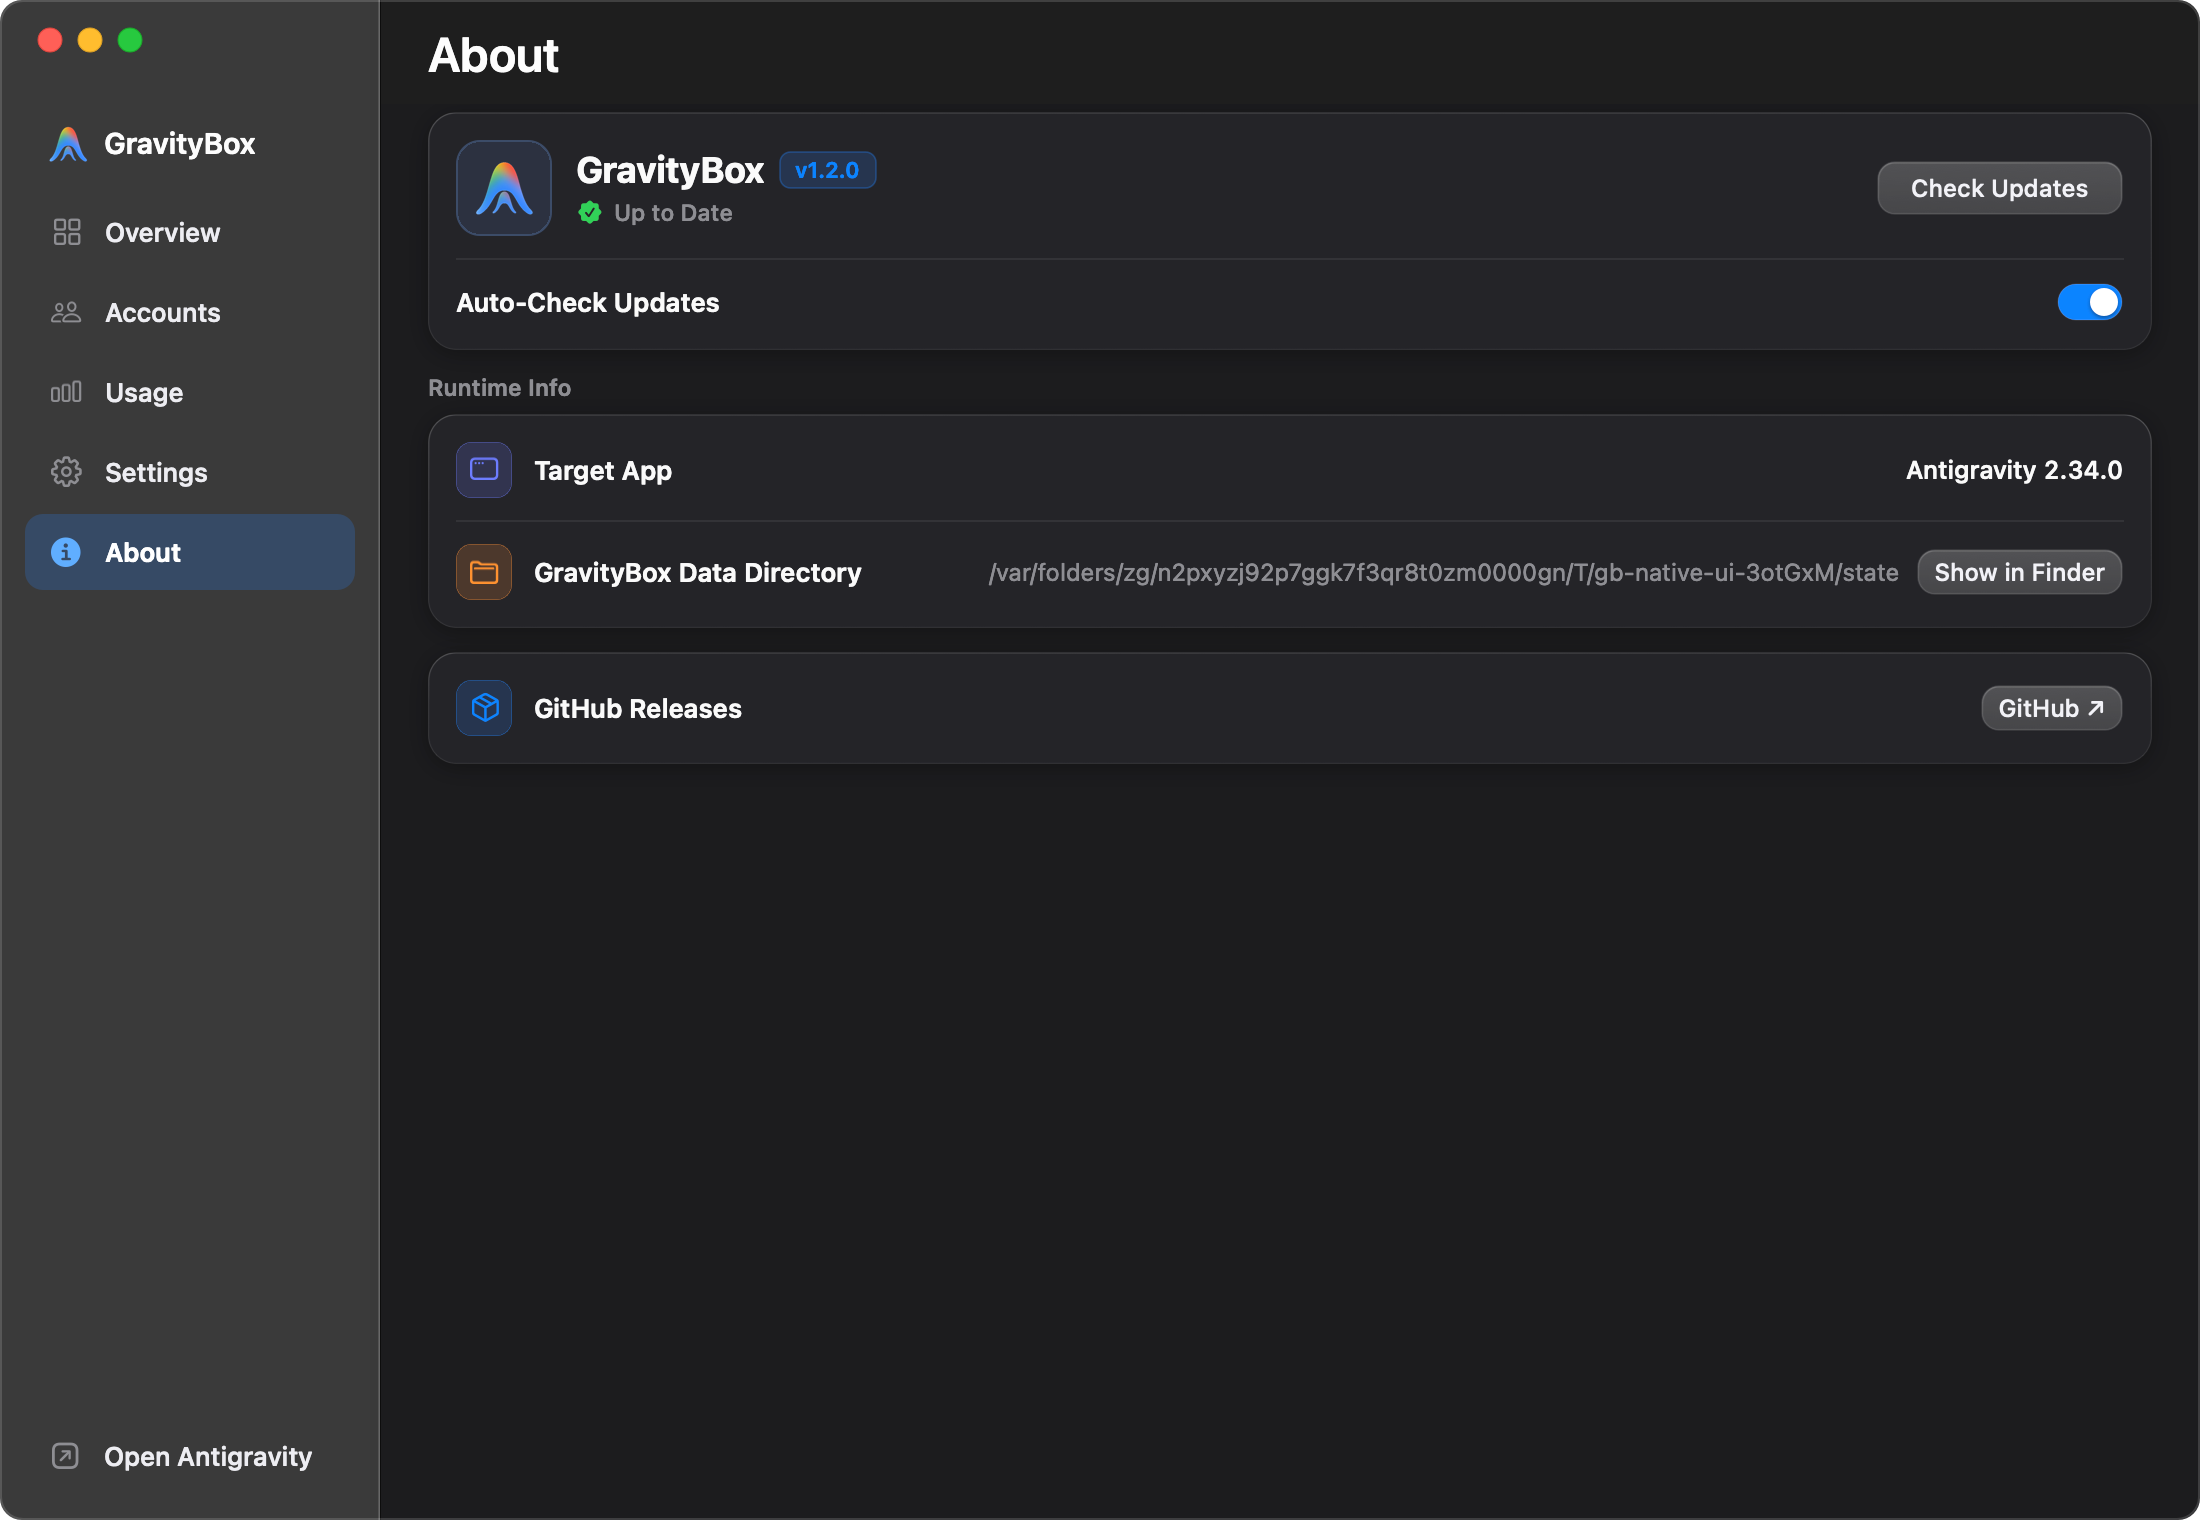 GravityBox
Overview
Accounts
Usage
Settings
About
Open Antigravity
About
GravityBox v1.2.0
Up to Date
Check Updates
Auto-Check Updates
Runtime Info
Target App
Antigravity 2.34.0
GravityBox Data Directory
/var/folders/zg/n2pxyzj92p7ggk7f3qr8t0zm0000gn/T/gb-native-ui-3otGxM/state
Show in Finder
GitHub Releases
GitHub ↗